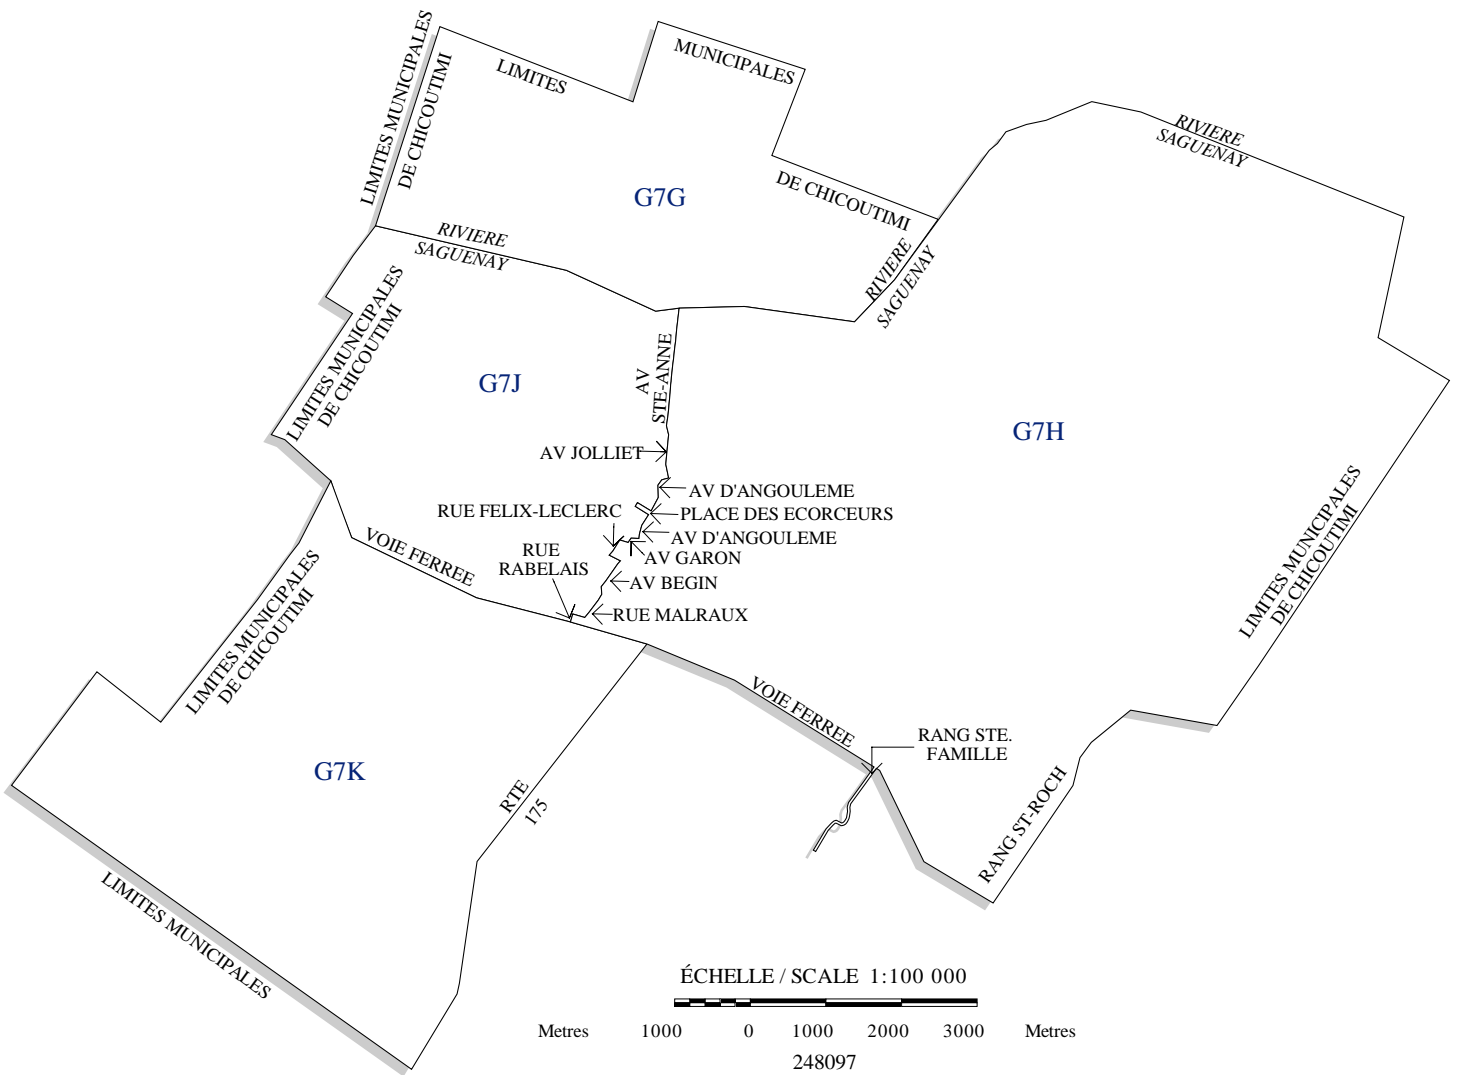 LIMITES MUNICIPALES
DE CHICOUTIMI
LIMITES
MUNICIPALES
DE CHICOUTIMI
RIVIERE
SAGUENAY
G7G
RIVIERE
SAGUENAY
RIVIERE
SAGUENAY
LIMITES MUNICIPALES
DE CHICOUTIMI
G7J
AV
STE-ANNE
G7H
AV JOLLIET
AV D'ANGOULEME
RUE FELIX-LECLERC
PLACE DES ECORCEURS
AV D'ANGOULEME
AV GARON
RUE
RABELAIS
AV BEGIN
RUE MALRAUX
VOIE FERREE
LIMITES MUNICIPALES
DE CHICOUTIMI
LIMITES MUNICIPALES
DE CHICOUTIMI
VOIE FERREE
RANG STE.
FAMILLE
G7K
RTE
175
RANG ST-ROCH
LIMITES MUNICIPALES
ÉCHELLE / SCALE 1:100 000
Metres 1000 0 1000 2000 3000 Metres
248097